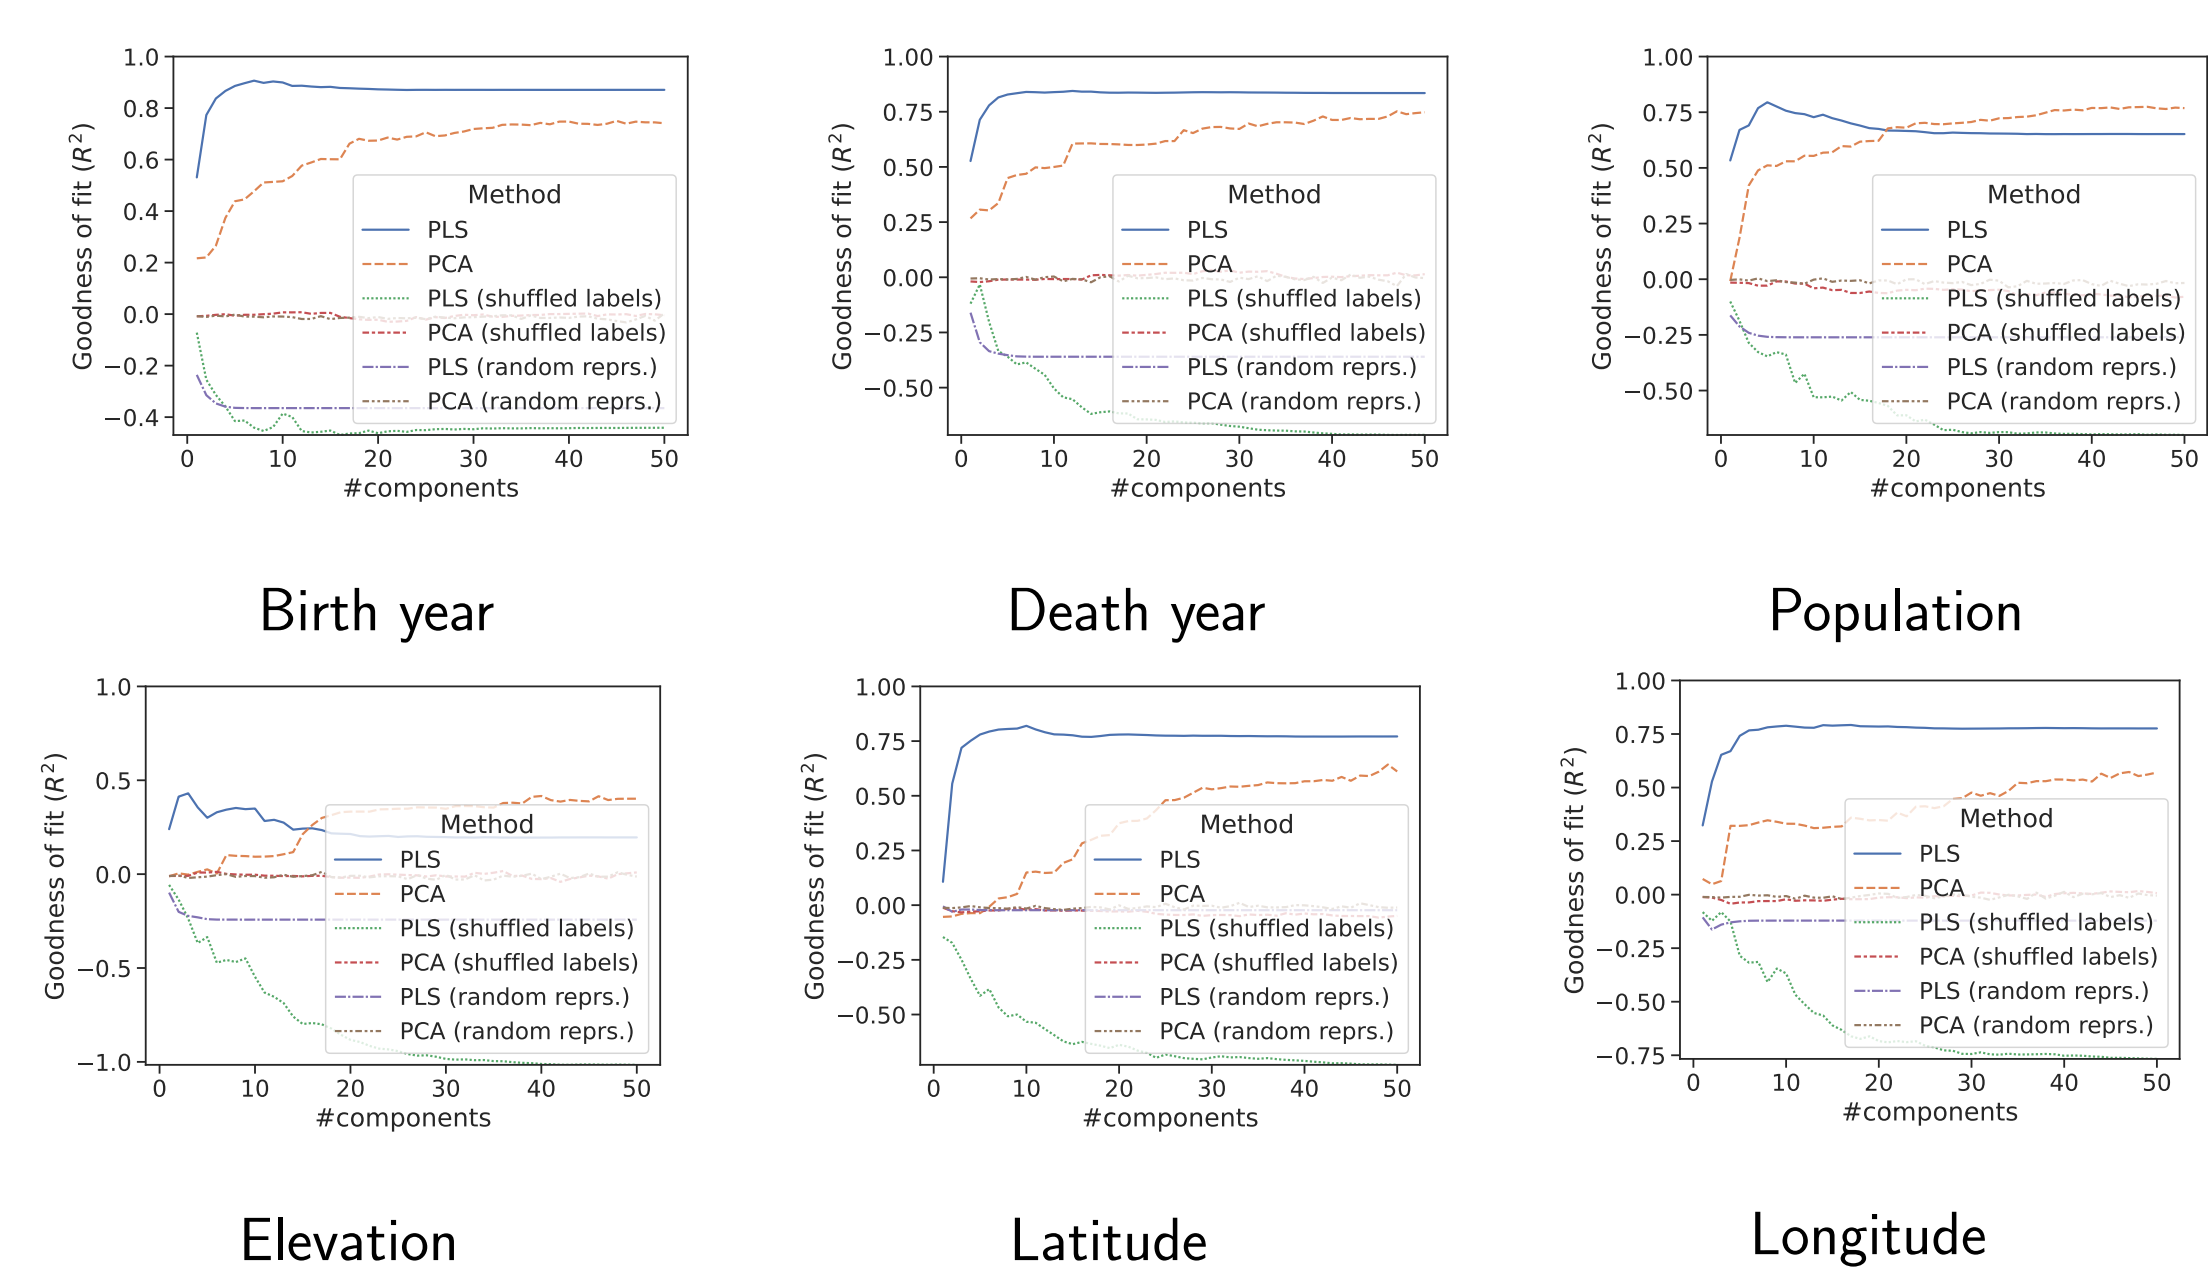 1.0
0.8
0.6
0.4
0.2
0.0
−0.2
−0.4
Goodness of fit (R²)
0 10 20 30 40 50
#components
Method
PLS
PCA
PLS (shuffled labels)
PCA (shuffled labels)
PLS (random reprs.)
PCA (random reprs.)
Birth year
1.00
0.75
0.50
0.25
0.00
−0.25
−0.50
Goodness of fit (R²)
0 10 20 30 40 50
#components
Method
PLS
PCA
PLS (shuffled labels)
PCA (shuffled labels)
PLS (random reprs.)
PCA (random reprs.)
Death year
1.00
0.75
0.50
0.25
0.00
−0.25
−0.50
Goodness of fit (R²)
0 10 20 30 40 50
#components
Method
PLS
PCA
PLS (shuffled labels)
PCA (shuffled labels)
PLS (random reprs.)
PCA (random reprs.)
Population
1.0
0.5
0.0
−0.5
−1.0
Goodness of fit (R²)
0 10 20 30 40 50
#components
Method
PLS
PCA
PLS (shuffled labels)
PCA (shuffled labels)
PLS (random reprs.)
PCA (random reprs.)
Elevation
1.00
0.75
0.50
0.25
0.00
−0.25
−0.50
Goodness of fit (R²)
0 10 20 30 40 50
#components
Method
PLS
PCA
PLS (shuffled labels)
PCA (shuffled labels)
PLS (random reprs.)
PCA (random reprs.)
Latitude
1.00
0.75
0.50
0.25
0.00
−0.25
−0.50
−0.75
Goodness of fit (R²)
0 10 20 30 40 50
#components
Method
PLS
PCA
PLS (shuffled labels)
PCA (shuffled labels)
PLS (random reprs.)
PCA (random reprs.)
Longitude